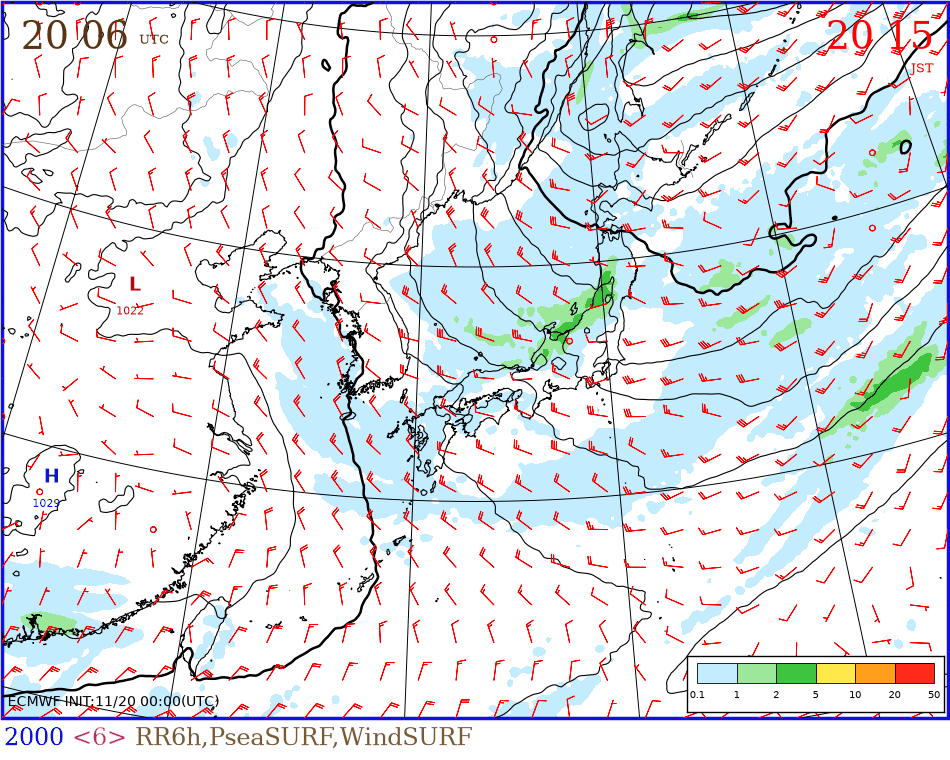 20 06 UTC
20 15
JST
L
1022
H
1029
0.1 1 2 5 10 20 50
ECMWF INIT:11/20 00:00(UTC)
2000 <6> RR6h,PseaSURF,WindSURF